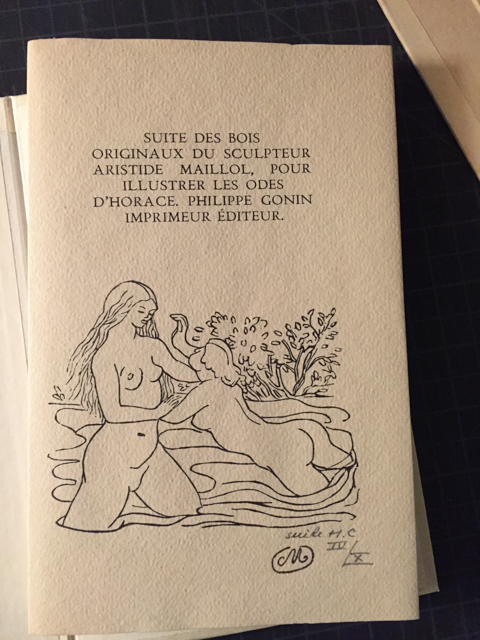 SUITE DES BOIS
ORIGINAUX DU SCULPTEUR
ARISTIDE MAILLOL, POUR
ILLUSTRER LES ODES
D'HORACE. PHILIPPE GONIN
IMPRIMEUR ÉDITEUR.
suite H.C
IV/X
M